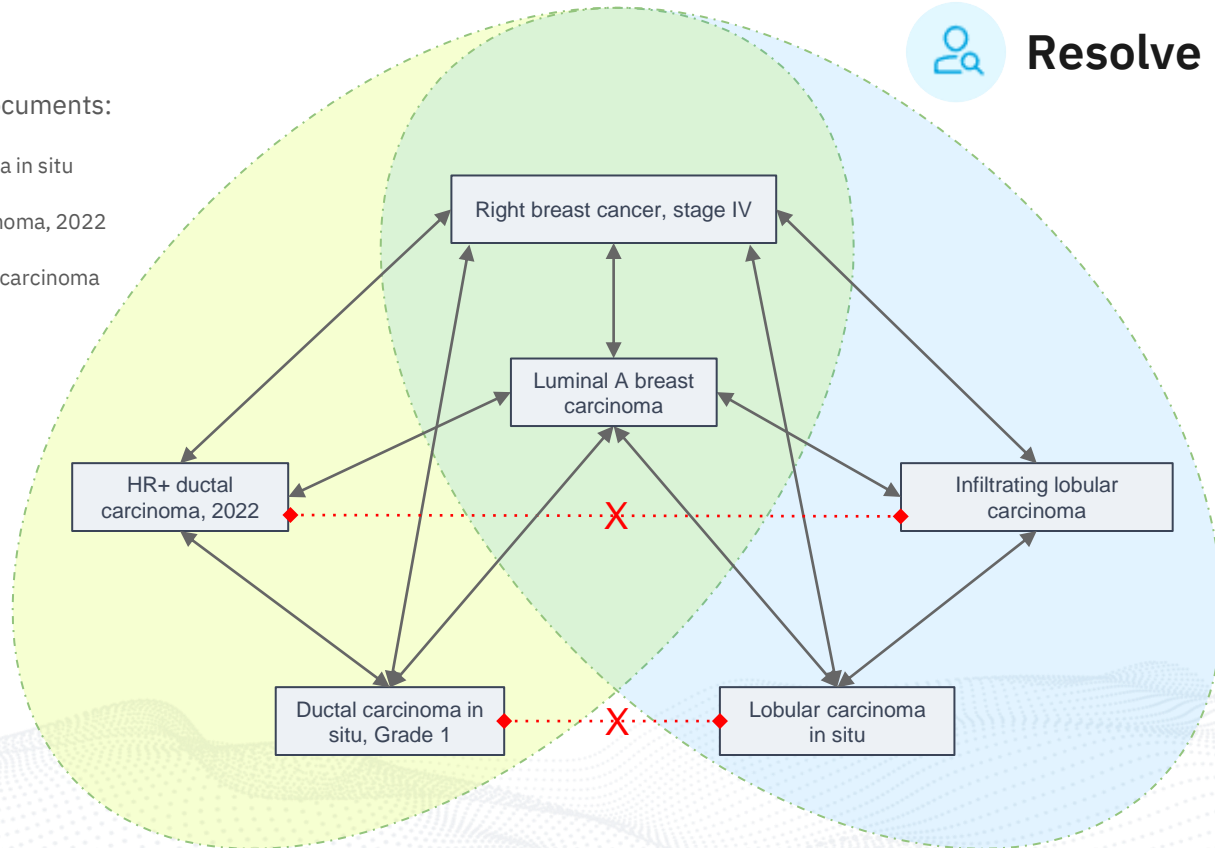 Resolve
cuments:
a in situ
noma, 2022
carcinoma
Right breast cancer, stage IV
Luminal A breast
carcinoma
HR+ ductal
carcinoma, 2022
Infiltrating lobular
carcinoma
X
Ductal carcinoma in
situ, Grade 1
Lobular carcinoma
in situ
X